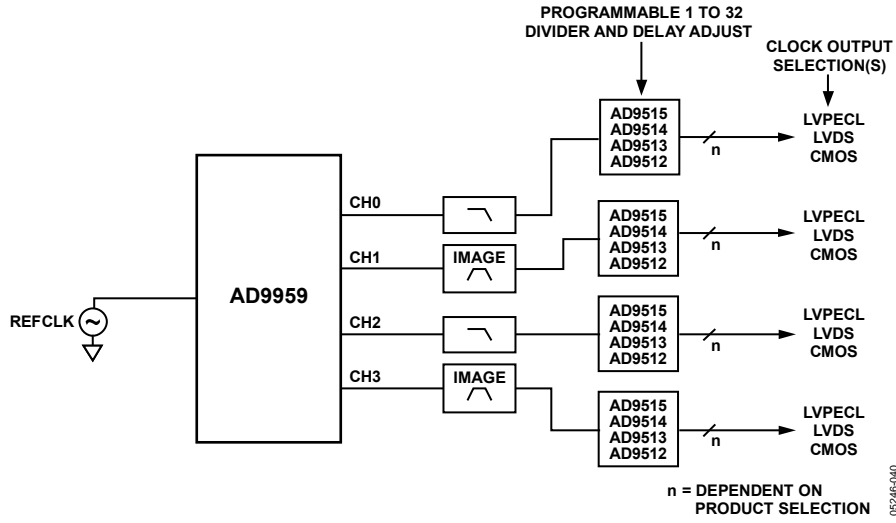 PROGRAMMABLE 1 TO 32
DIVIDER AND DELAY ADJUST
CLOCK OUTPUT
SELECTION(S)
AD9515
AD9514
AD9513
AD9512
n
LVPECL
LVDS
CMOS
CH0
AD9515
AD9514
AD9513
AD9512
n
LVPECL
LVDS
CMOS
CH1
IMAGE
AD9959
REFCLK
~
CH2
AD9515
AD9514
AD9513
AD9512
n
LVPECL
LVDS
CMOS
CH3
IMAGE
AD9515
AD9514
AD9513
AD9512
n
LVPECL
LVDS
CMOS
n = DEPENDENT ON
PRODUCT SELECTION
05246-040